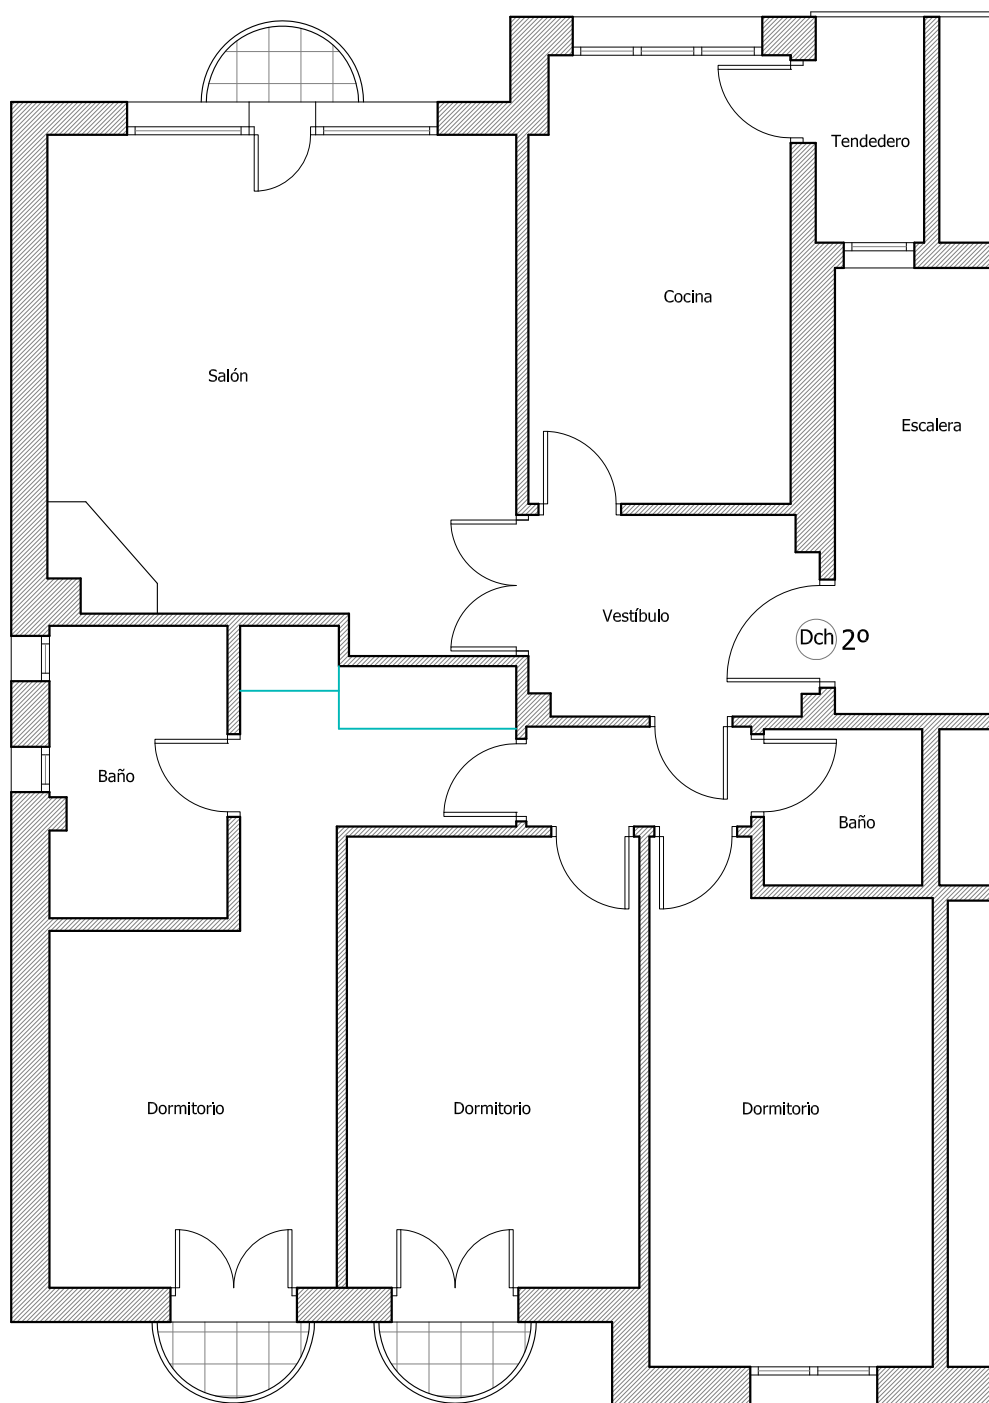 Tendedero
Cocina
Salón
Escalera
Vestíbulo
Dch 2º
Baño
Baño
Dormitorio
Dormitorio
Dormitorio